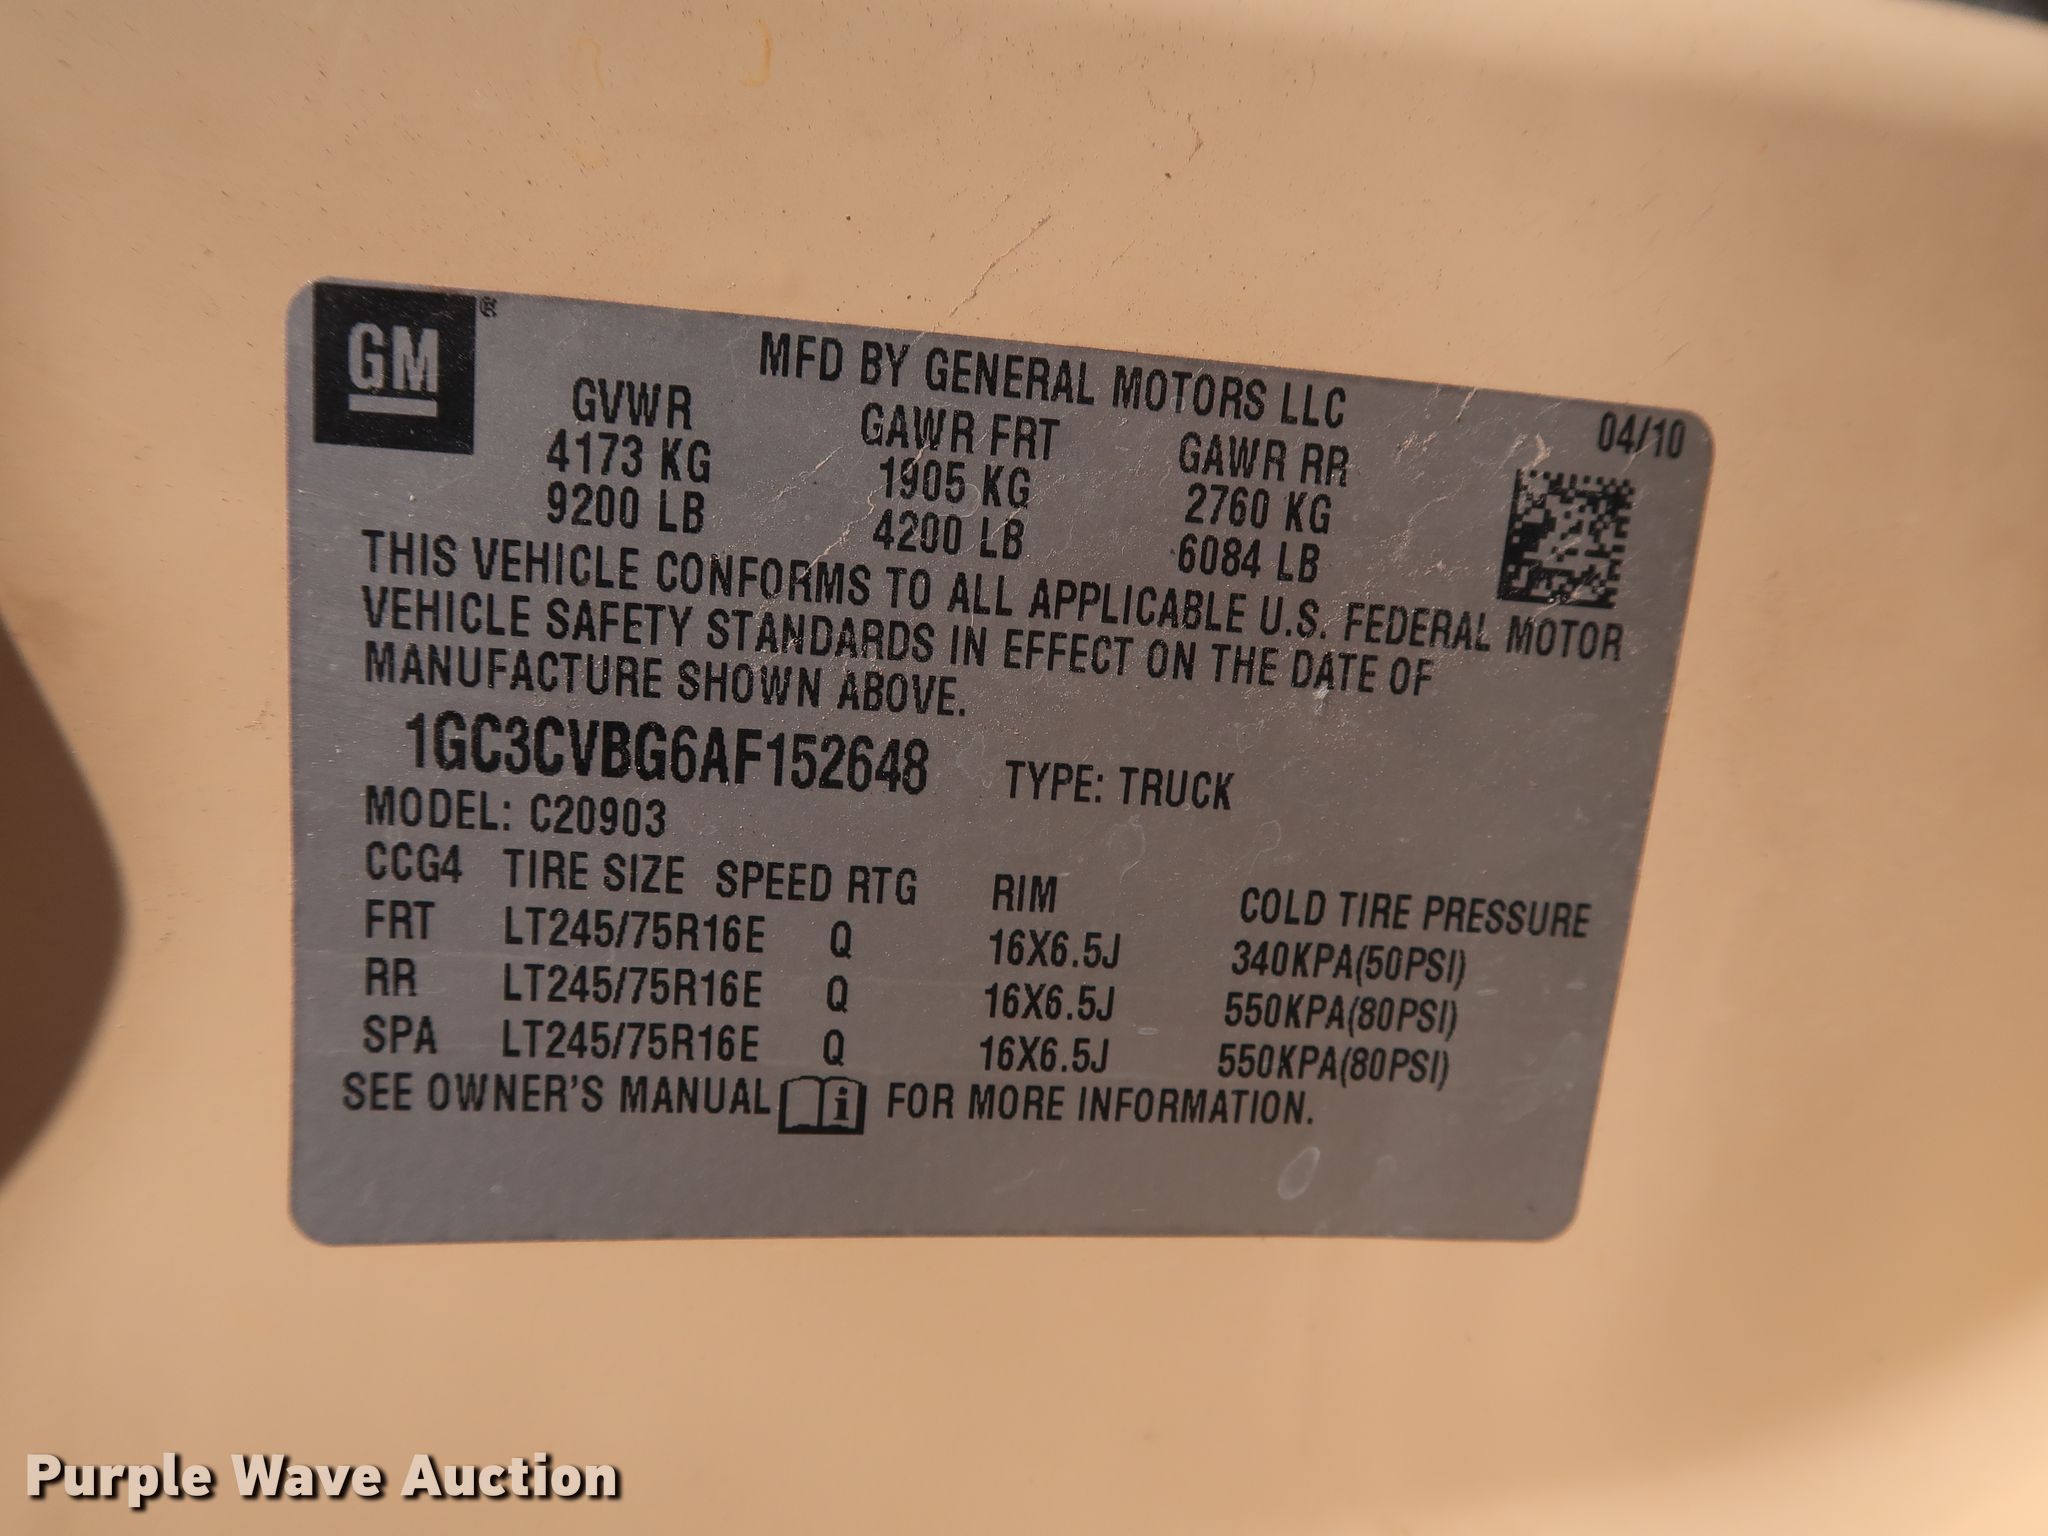 GM®
MFD BY GENERAL MOTORS LLC
04/10
GVWR GAWR FRT GAWR RR
4173 KG 1905 KG 2760 KG
9200 LB 4200 LB 6084 LB
THIS VEHICLE CONFORMS TO ALL APPLICABLE U.S. FEDERAL MOTOR
VEHICLE SAFETY STANDARDS IN EFFECT ON THE DATE OF
MANUFACTURE SHOWN ABOVE.
1GC3CVBG6AF152648 TYPE: TRUCK
MODEL: C20903
CCG4 TIRE SIZE SPEED RTG RIM COLD TIRE PRESSURE
FRT LT245/75R16E Q 16X6.5J 340KPA(50PSI)
RR LT245/75R16E Q 16X6.5J 550KPA(80PSI)
SPA LT245/75R16E Q 16X6.5J 550KPA(80PSI)
SEE OWNER'S MANUAL i FOR MORE INFORMATION.
Purple Wave Auction